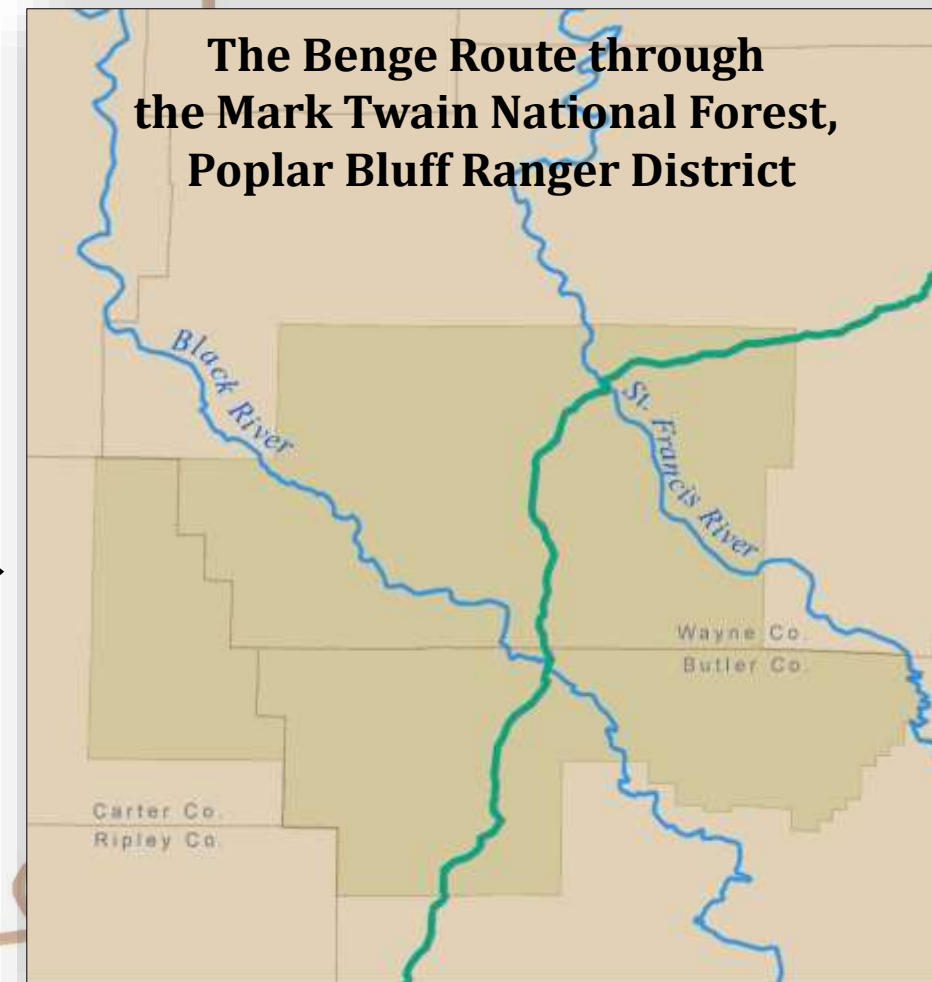 The Benge Route through
the Mark Twain National Forest,
Poplar Bluff Ranger District
Black River
St. Francis River
Wayne Co.
Butler Co.
Carter Co.
Ripley Co.